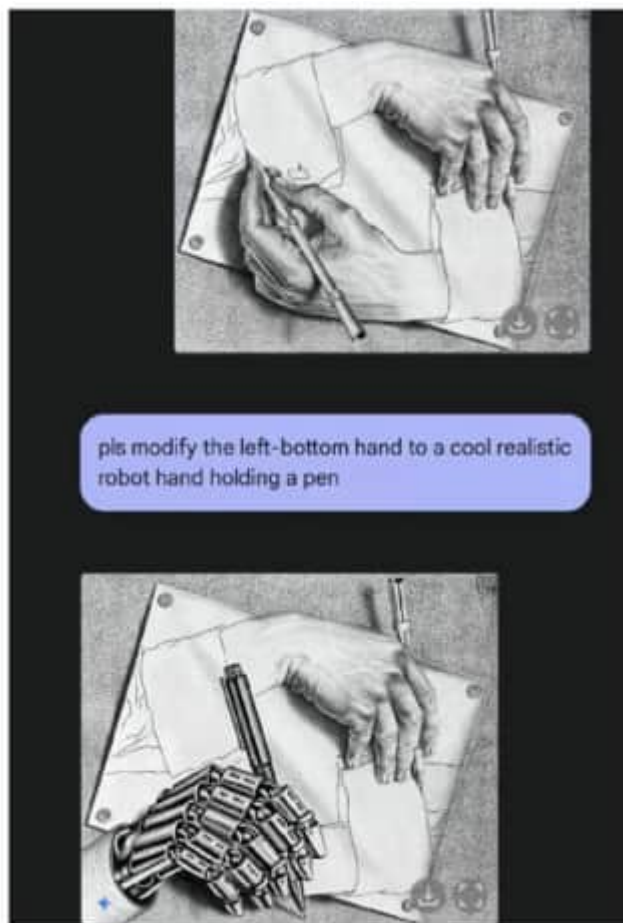 pls modify the left-bottom hand to a cool realistic
robot hand holding a pen